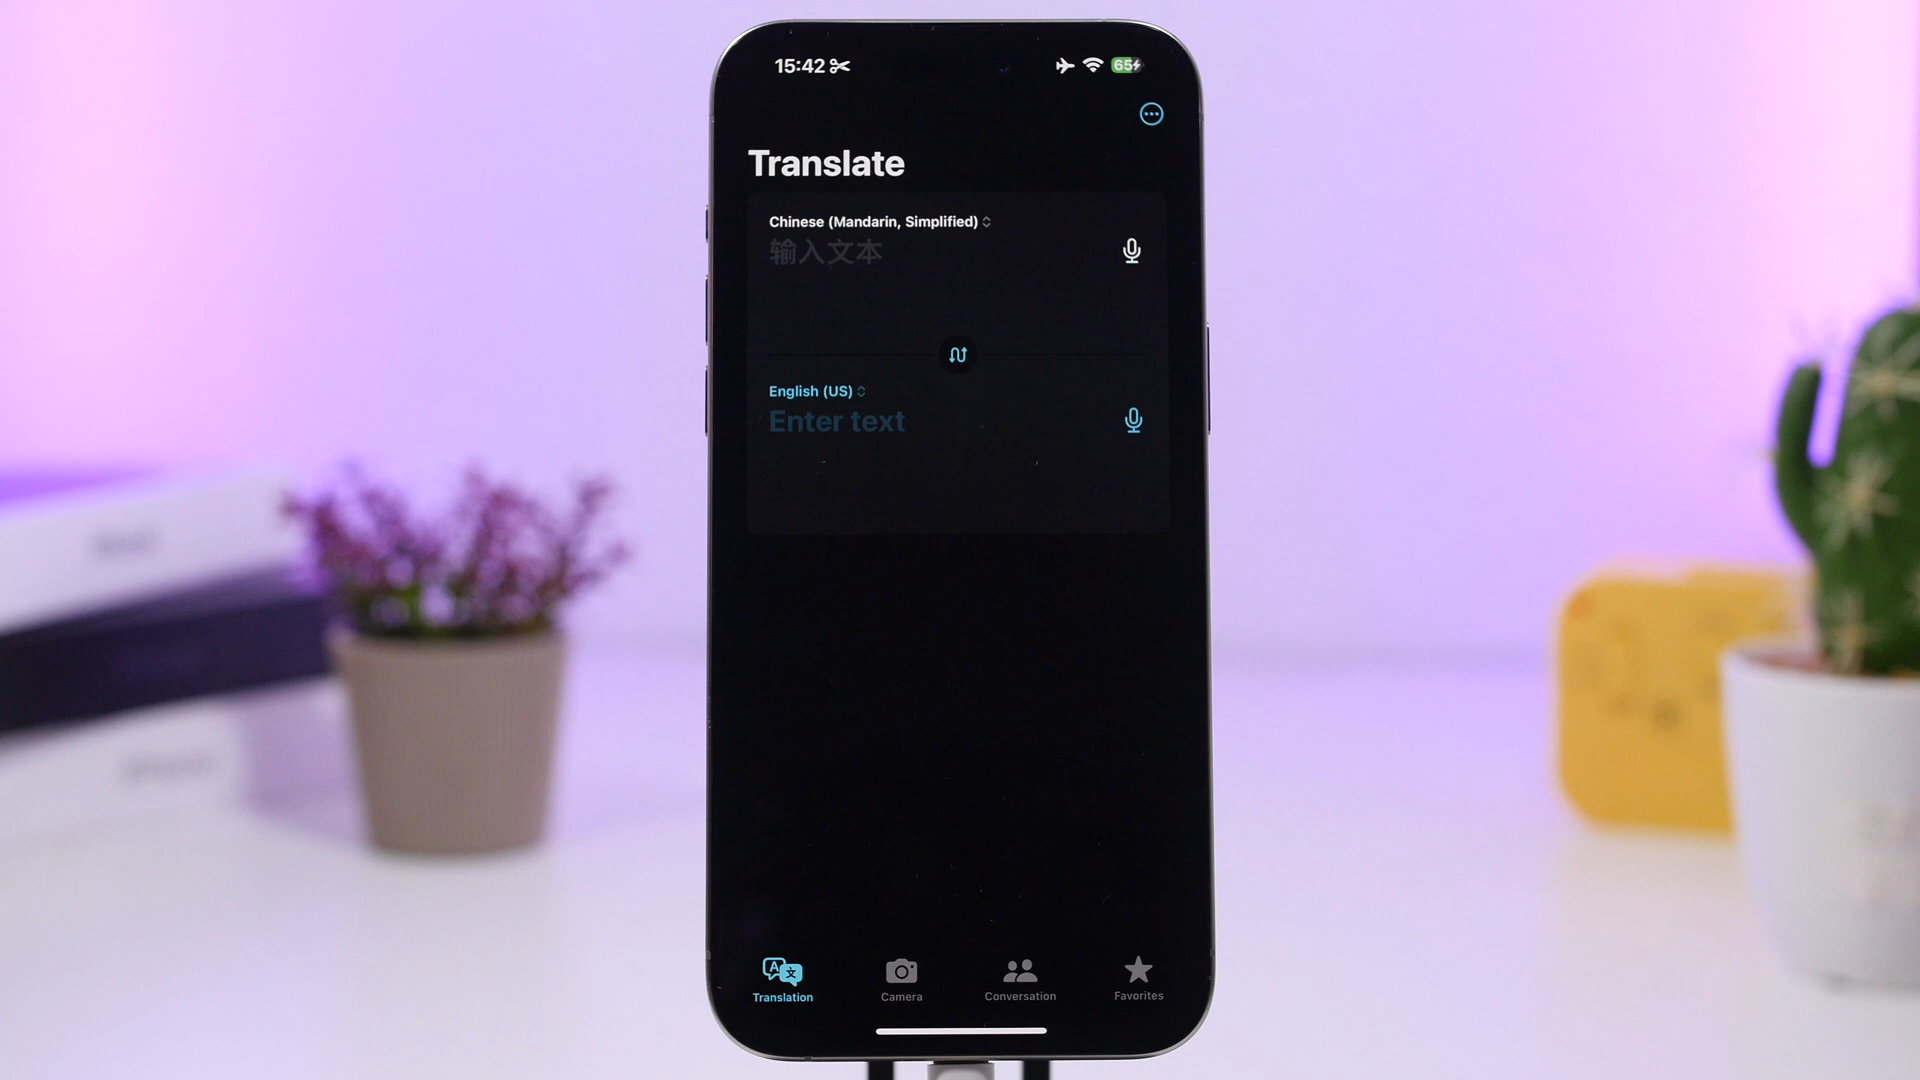 15:42
65
Translate
Chinese (Mandarin, Simplified)
输入文本
English (US)
Enter text
A 文
Translation
Camera
Conversation
Favorites